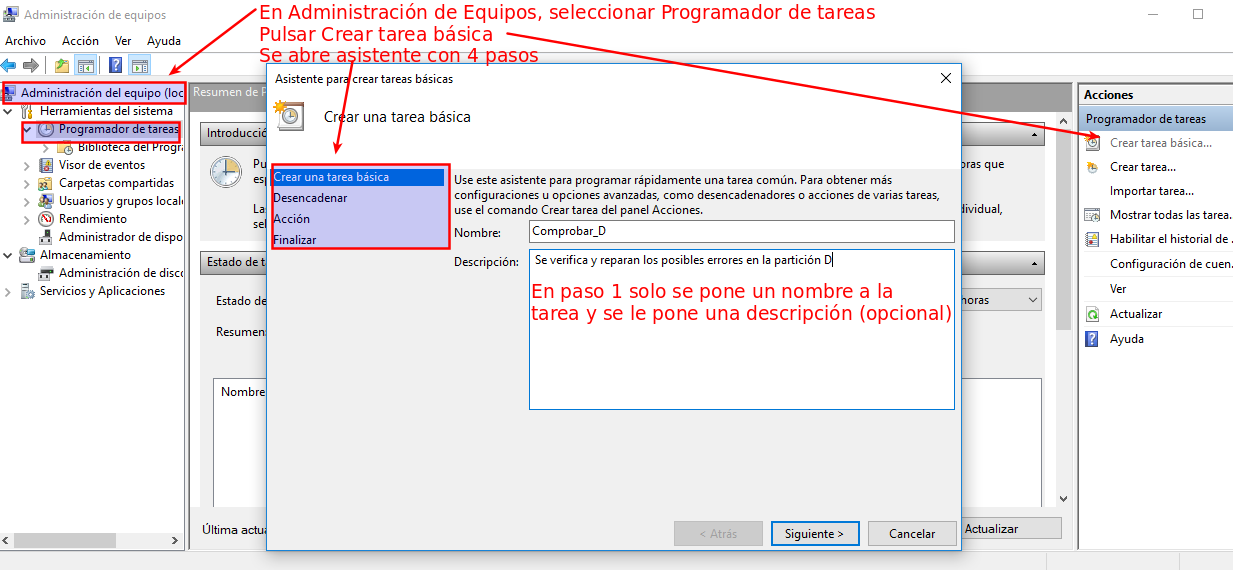 Administración de equipos
En Administración de Equipos, seleccionar Programador de tareas
Pulsar Crear tarea básica
Se abre asistente con 4 pasos
Archivo Acción Ver Ayuda
Administración del equipo (loc
Herramientas del sistema
Programador de tareas
Biblioteca del Progra
Visor de eventos
Carpetas compartidas
Usuarios y grupos locale
Rendimiento
Administrador de dispo
Almacenamiento
Administración de disco
Servicios y Aplicaciones
Resumen de P
Introducció
Pu
esp
La
sel
oras que
dividual,
Estado de t
Estado de
horas
Resumen
Nombre
Última actua
Actualizar
Asistente para crear tareas básicas
Crear una tarea básica
Crear una tarea básica
Desencadenar
Acción
Finalizar
Use este asistente para programar rápidamente una tarea común. Para obtener más
configuraciones u opciones avanzadas, como desencadenadores o acciones de varias tareas,
use el comando Crear tarea del panel Acciones.
Nombre: Comprobar_D
Descripción: Se verifica y reparan los posibles errores en la partición D
En paso 1 solo se pone un nombre a la
tarea y se le pone una descripción (opcional)
< Atrás Siguiente > Cancelar
Acciones
Programador de tareas
Crear tarea básica...
Crear tarea...
Importar tarea...
Mostrar todas las tarea.
Habilitar el historial de .
Configuración de cuen.
Ver
Actualizar
Ayuda